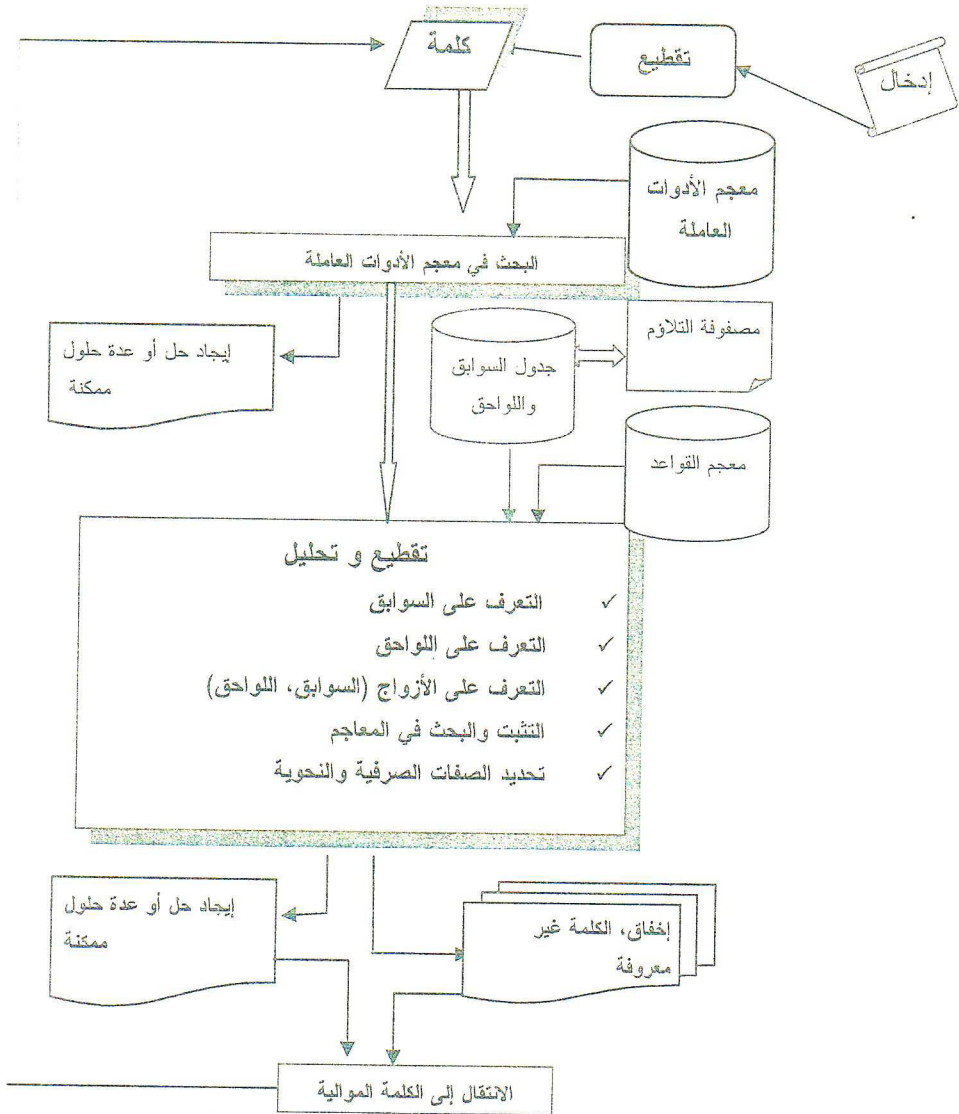 إدخال
تقطيع
كلمة
معجم الأدوات
العاملة
البحث في معجم الأدوات العاملة
إيجاد حل أو عدة حلول
ممكنة
مصفوفة التلاؤم
جدول السوابق
واللواحق
معجم القواعد
تقطيع و تحليل
✓ التعرف على السوابق
✓ التعرف على اللواحق
✓ التعرف على الأزواج (السوابق، اللواحق)
✓ التثبت والبحث في المعاجم
✓ تحديد الصفات الصرفية والنحوية
إخفاق، الكلمة غير
معروفة
إيجاد حل أو عدة حلول
ممكنة
الانتقال إلى الكلمة الموالية